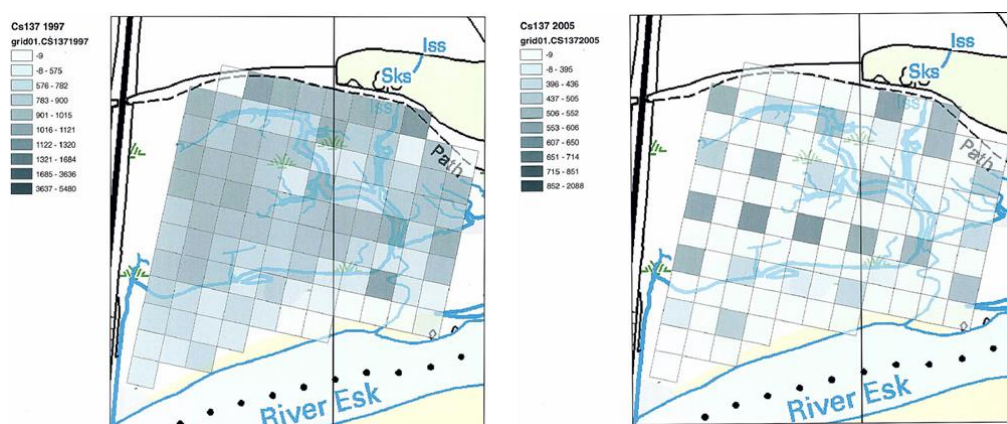 Cs137 1997
grid01.CS1371997
-9
-8 - 575
576 - 782
783 - 900
901 - 1015
1016 - 1121
1122 - 1320
1321 - 1684
1685 - 3636
3637 - 5480
Iss
Sks
Iss
Path
River Esk
Cs137 2005
grid01.CS1372005
-9
-8 - 395
396 - 436
437 - 505
506 - 552
553 - 606
607 - 650
651 - 714
715 - 851
852 - 2088
Iss
Sks
Iss
Path
River Esk